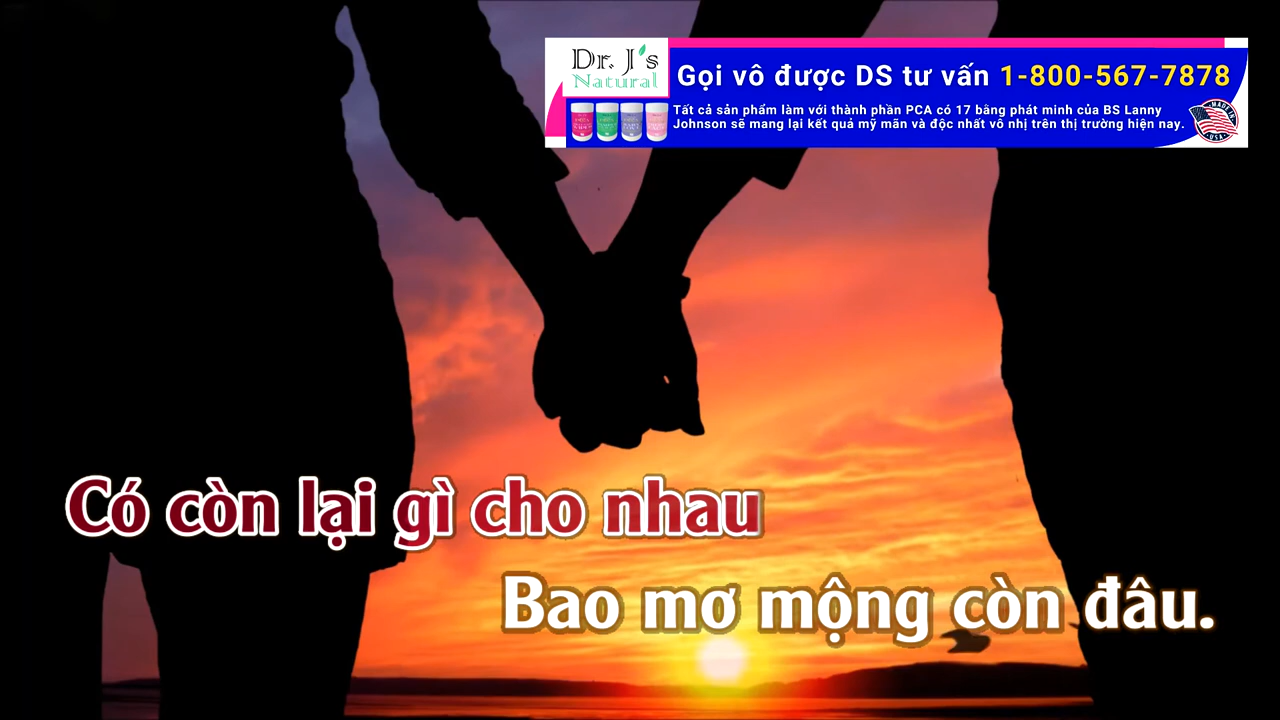 Dr. J's
Natural
Gọi vô được DS tư vấn 1-800-567-7878
Tất cả sản phẩm làm với thành phần PCA có 17 bằng phát minh của BS Lanny
Johnson sẽ mang lại kết quả mỹ mãn và độc nhất vô nhị trên thị trường hiện nay.
MADE IN
USA
Có còn lại gì cho nhau
Bao mơ mộng còn đâu.